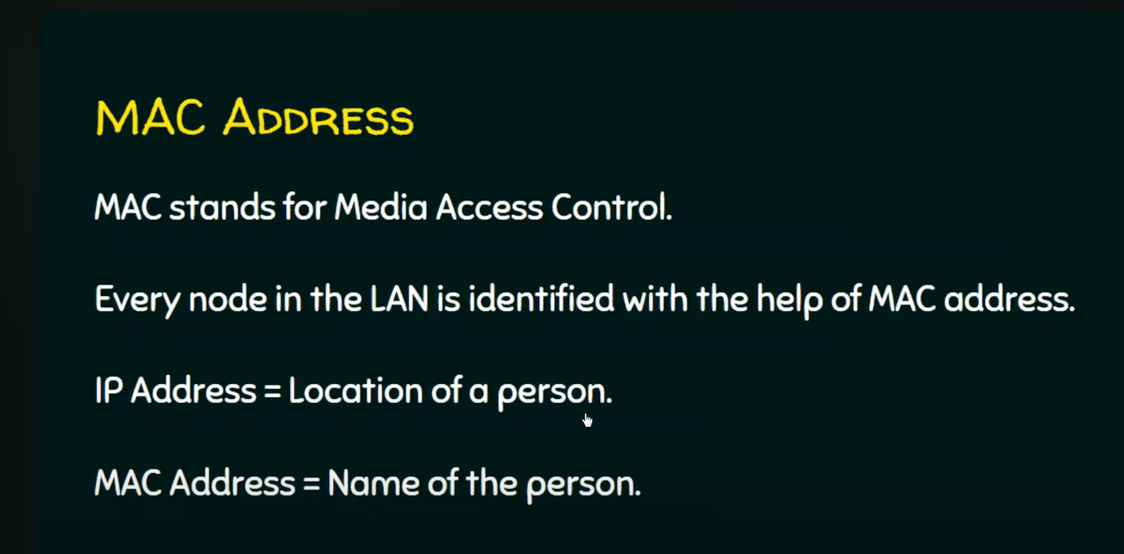 MAC Address
MAC stands for Media Access Control.
Every node in the LAN is identified with the help of MAC address.
IP Address = Location of a person.
MAC Address = Name of the person.